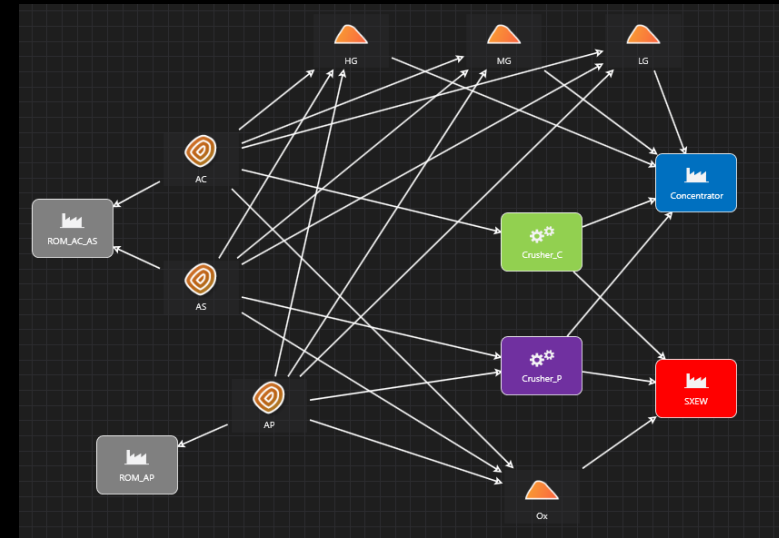 HG
MG
LG
AC
Concentrator
ROM_AC_AS
Crusher_C
AS
Crusher_P
SXEW
AP
ROM_AP
Ox